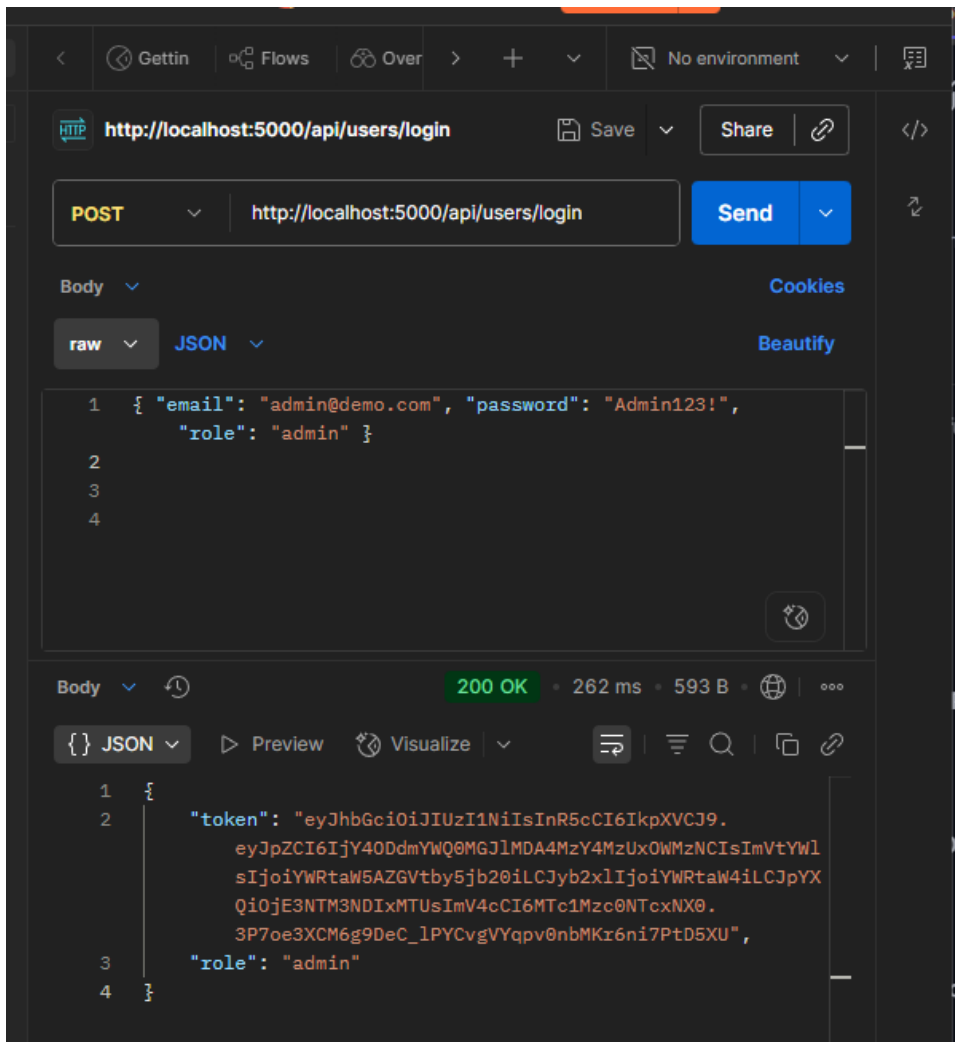 Gettin Flows Over No environment
HTTP http://localhost:5000/api/users/login Save Share
POST http://localhost:5000/api/users/login Send
Body Cookies
raw JSON Beautify
1 { "email": "admin@demo.com", "password": "Admin123!",
"role": "admin" }
2
3
4
Body 200 OK • 262 ms • 593 B •
{} JSON Preview Visualize
1 {
2 "token": "eyJhbGciOiJIUzI1NiIsInR5cCI6IkpXVCJ9.
eyJpZCI6IjY4ODdmYWQ0MGJlMDA4MzY4MzUxOWMzNCIsImVtYWl
sIjoiYWRtaW5AZGVtby5jb20iLCJyb2xlIjoiYWRtaW4iLCJpYX
QiOjE3NTM3NDIxMTUsImV4cCI6MTc1Mzc0NTcxNX0.
3P7oe3XCM6g9DeC_lPYCvgVYqpv0nbMKr6ni7PtD5XU",
3 "role": "admin"
4 }